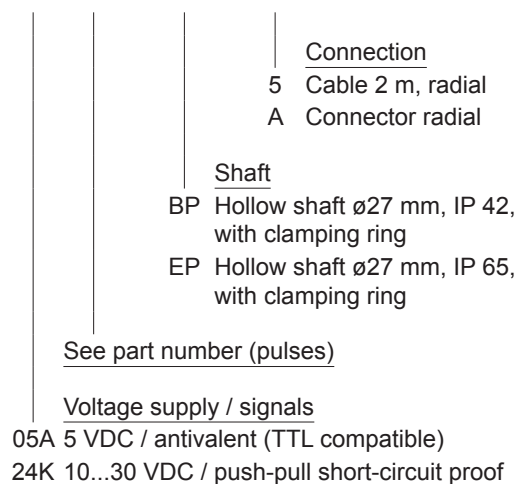 Connection
5 Cable 2 m, radial
A Connector radial
Shaft
BP Hollow shaft ø27 mm, IP 42,
with clamping ring
EP Hollow shaft ø27 mm, IP 65,
with clamping ring
See part number (pulses)
Voltage supply / signals
05A 5 VDC / antivalent (TTL compatible)
24K 10...30 VDC / push-pull short-circuit proof